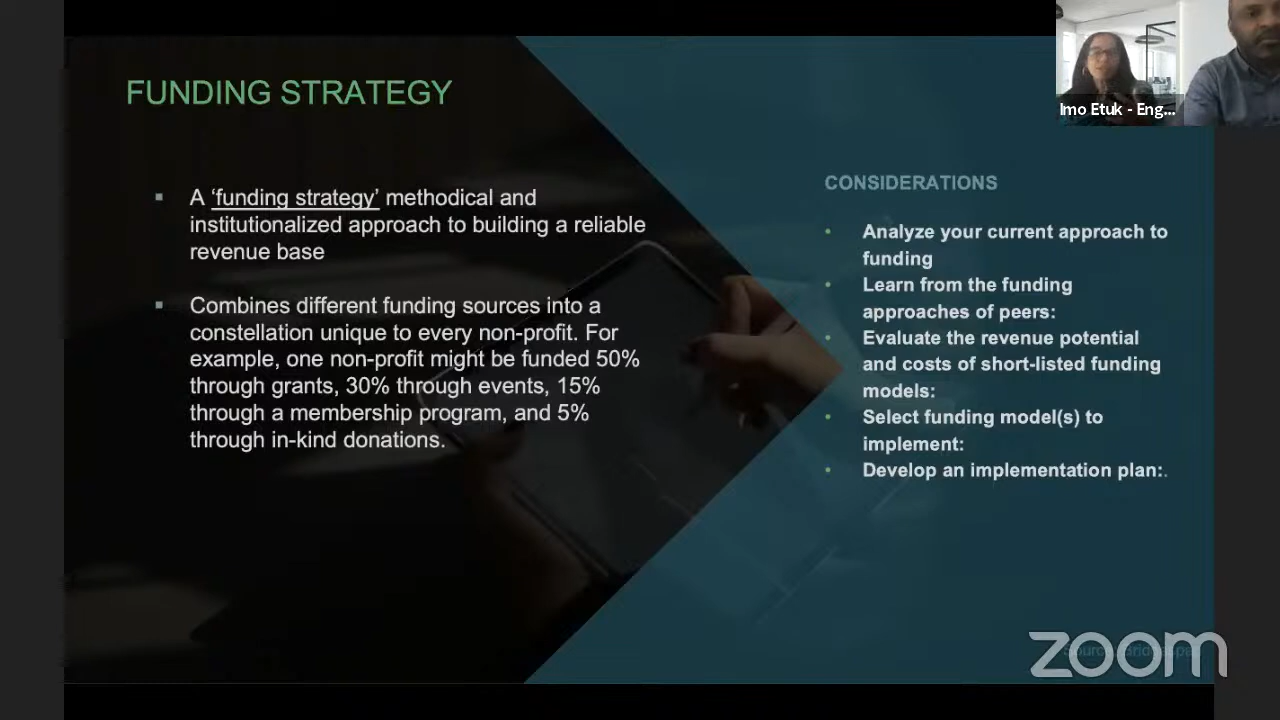 FUNDING STRATEGY
A ‘funding strategy’ methodical and
institutionalized approach to building a reliable
revenue base
Combines different funding sources into a
constellation unique to every non-profit. For
example, one non-profit might be funded 50%
through grants, 30% through events, 15%
through a membership program, and 5%
through in-kind donations.
CONSIDERATIONS
Analyze your current approach to
funding
Learn from the funding
approaches of peers:
Evaluate the revenue potential
and costs of short-listed funding
models:
Select funding model(s) to
implement:
Develop an implementation plan:.
Imo Etuk - Eng...
zoom